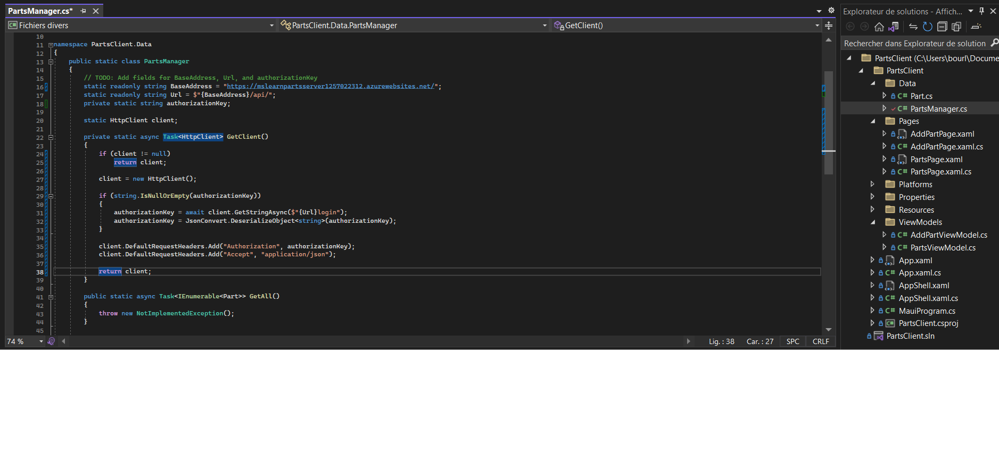 PartsManager.cs*
Fichiers divers
PartsClient.Data.PartsManager
GetClient()
10
11 namespace PartsClient.Data
12 {
13 public static class PartsManager
14 {
15 // TODO: Add fields for BaseAddress, Url, and authorizationKey
16 static readonly string BaseAddress = "https://mslearnpartsserver1257022312.azurewebsites.net/";
17 static readonly string Url = $"{BaseAddress}/api/";
18 private static string authorizationKey;
19
20 static HttpClient client;
21
22 private static async Task<HttpClient> GetClient()
23 {
24 if (client != null)
25 return client;
26
27 client = new HttpClient();
28
29 if (string.IsNullOrEmpty(authorizationKey))
30 {
31 authorizationKey = await client.GetStringAsync($"{Url}login");
32 authorizationKey = JsonConvert.DeserializeObject<string>(authorizationKey);
33 }
34
35 client.DefaultRequestHeaders.Add("Authorization", authorizationKey);
36 client.DefaultRequestHeaders.Add("Accept", "application/json");
37
38 return client;
39 }
40
41 public static async Task<IEnumerable<Part>> GetAll()
42 {
43 throw new NotImplementedException();
44 }
45
74 %
Lig. : 38 Car. : 27 SPC CRLF
Explorateur de solutions - Affich...
Rechercher dans Explorateur de solution
PartsClient (C:\Users\bourl\Docume
PartsClient
Data
C# Part.cs
C# PartsManager.cs
Pages
AddPartPage.xaml
C# AddPartPage.xaml.cs
PartsPage.xaml
C# PartsPage.xaml.cs
Platforms
Properties
Resources
ViewModels
C# AddPartViewModel.cs
C# PartsViewModel.cs
App.xaml
C# App.xaml.cs
AppShell.xaml
C# AppShell.xaml.cs
C# MauiProgram.cs
C# PartsClient.csproj
PartsClient.sln